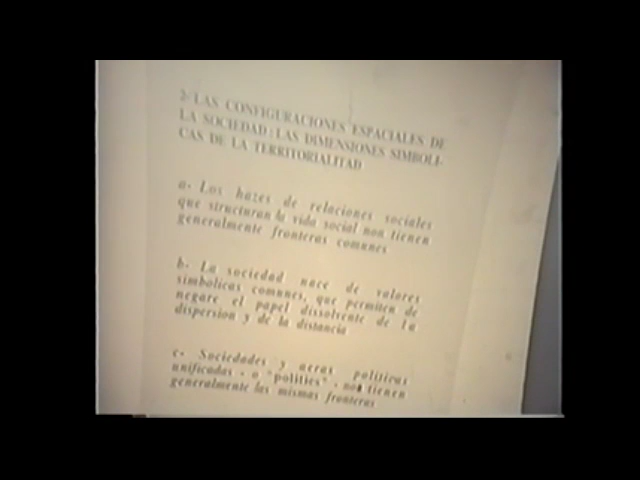 2- LAS CONFIGURACIONES ESPACIALES DE
LA SOCIEDAD : LAS DIMENSIONES SIMBOLI-
CAS DE LA TERRITORIALITAD
a- Los hazes de relaciones sociales
que structuran la vida social non tienen
generalmente fronteras comunes
b- La sociedad nace de valores
simbolicas comunes, que permiten de
negare el papel dissolvente de la
dispersion y de la distancia
c- Sociedades y aeras politicas
unificadas - o "polities" - non tienen
generalmente las mismas fronteras